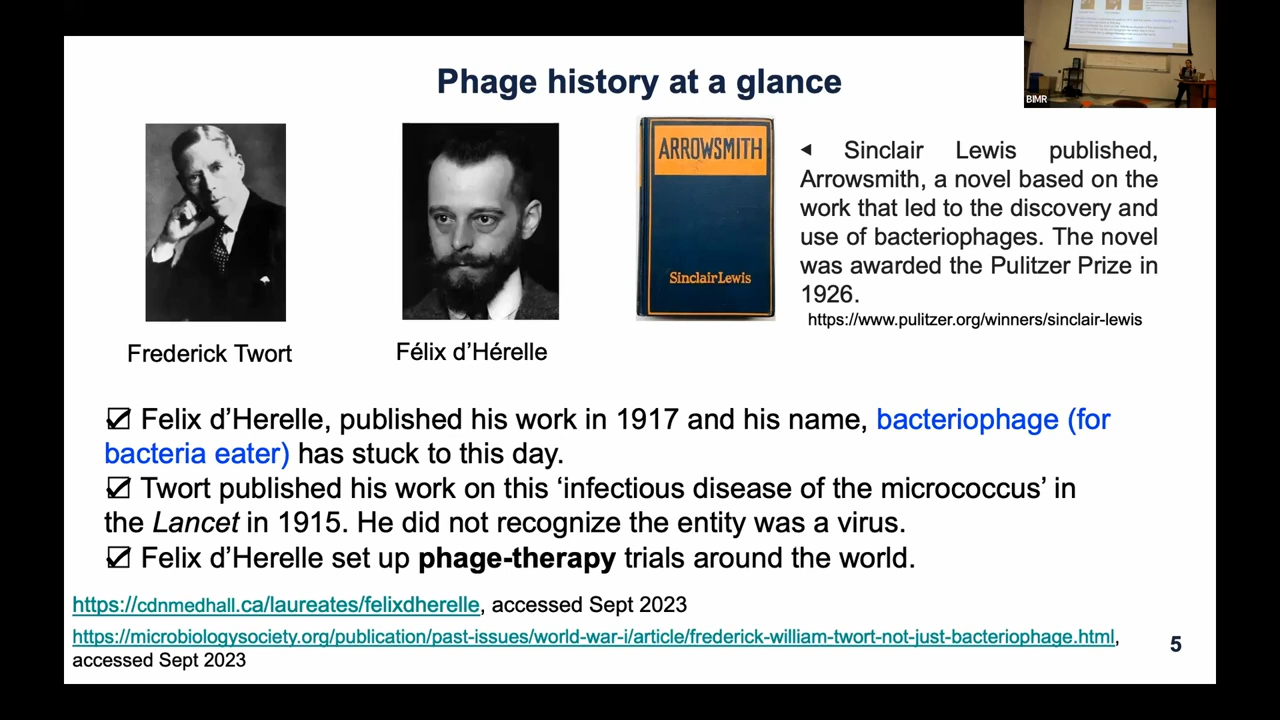 Phage history at a glance
BIMR
ARROWSMITH
Sinclair Lewis
◄ Sinclair Lewis published,
Arrowsmith, a novel based on the
work that led to the discovery and
use of bacteriophages. The novel
was awarded the Pulitzer Prize in
1926.
https://www.pulitzer.org/winners/sinclair-lewis
Frederick Twort
Félix d’Hérelle
☑ Felix d’Herelle, published his work in 1917 and his name, bacteriophage (for
bacteria eater) has stuck to this day.
☑ Twort published his work on this ‘infectious disease of the micrococcus’ in
the Lancet in 1915. He did not recognize the entity was a virus.
☑ Felix d’Herelle set up phage-therapy trials around the world.
https://cdnmedhall.ca/laureates/felixdherelle, accessed Sept 2023
https://microbiologysociety.org/publication/past-issues/world-war-i/article/frederick-william-twort-not-just-bacteriophage.html,
accessed Sept 2023
5